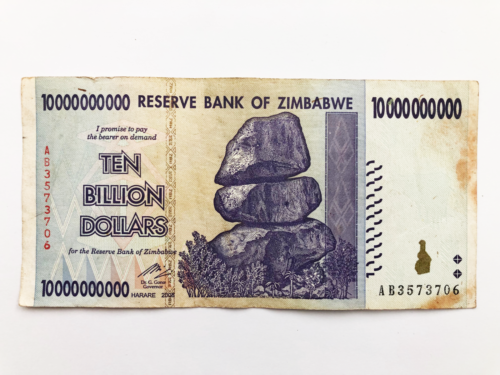 10000000000 RESERVE BANK OF ZIMBABWE 10000000000
I promise to pay
the bearer on demand
AB3573706
TEN
BILLION
DOLLARS
for the Reserve Bank of Zimbabwe
Dr. G. Gono
Governor
10000000000 HARARE 2008
AB3573706